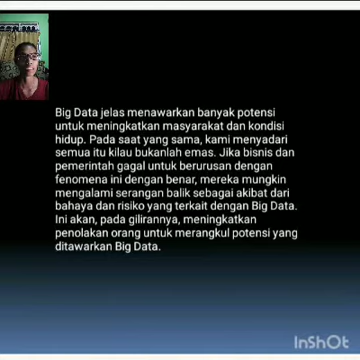 Big Data jelas menawarkan banyak potensi
untuk meningkatkan masyarakat dan kondisi
hidup. Pada saat yang sama, kami menyadari
semua itu kilau bukanlah emas. Jika bisnis dan
pemerintah gagal untuk berurusan dengan
fenomena ini dengan benar, mereka mungkin
mengalami serangan balik sebagai akibat dari
bahaya dan risiko yang terkait dengan Big Data.
Ini akan, pada gilirannya, meningkatkan
penolakan orang untuk merangkul potensi yang
ditawarkan Big Data.
InShOt